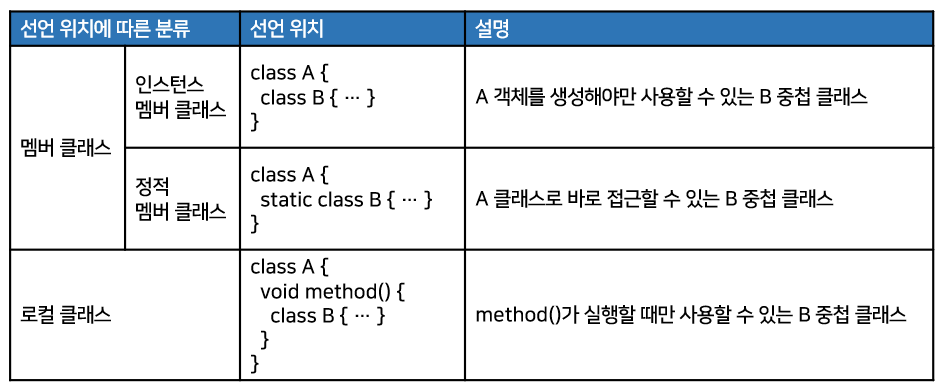 선언 위치에 따른 분류
선언 위치
설명
멤버 클래스
인스턴스
멤버 클래스
class A {
  class B { ··· }
}
A 객체를 생성해야만 사용할 수 있는 B 중첩 클래스
정적
멤버 클래스
class A {
  static class B { ··· }
}
A 클래스로 바로 접근할 수 있는 B 중첩 클래스
로컬 클래스
class A {
  void method() {
    class B { ··· }
  }
}
method()가 실행할 때만 사용할 수 있는 B 중첩 클래스